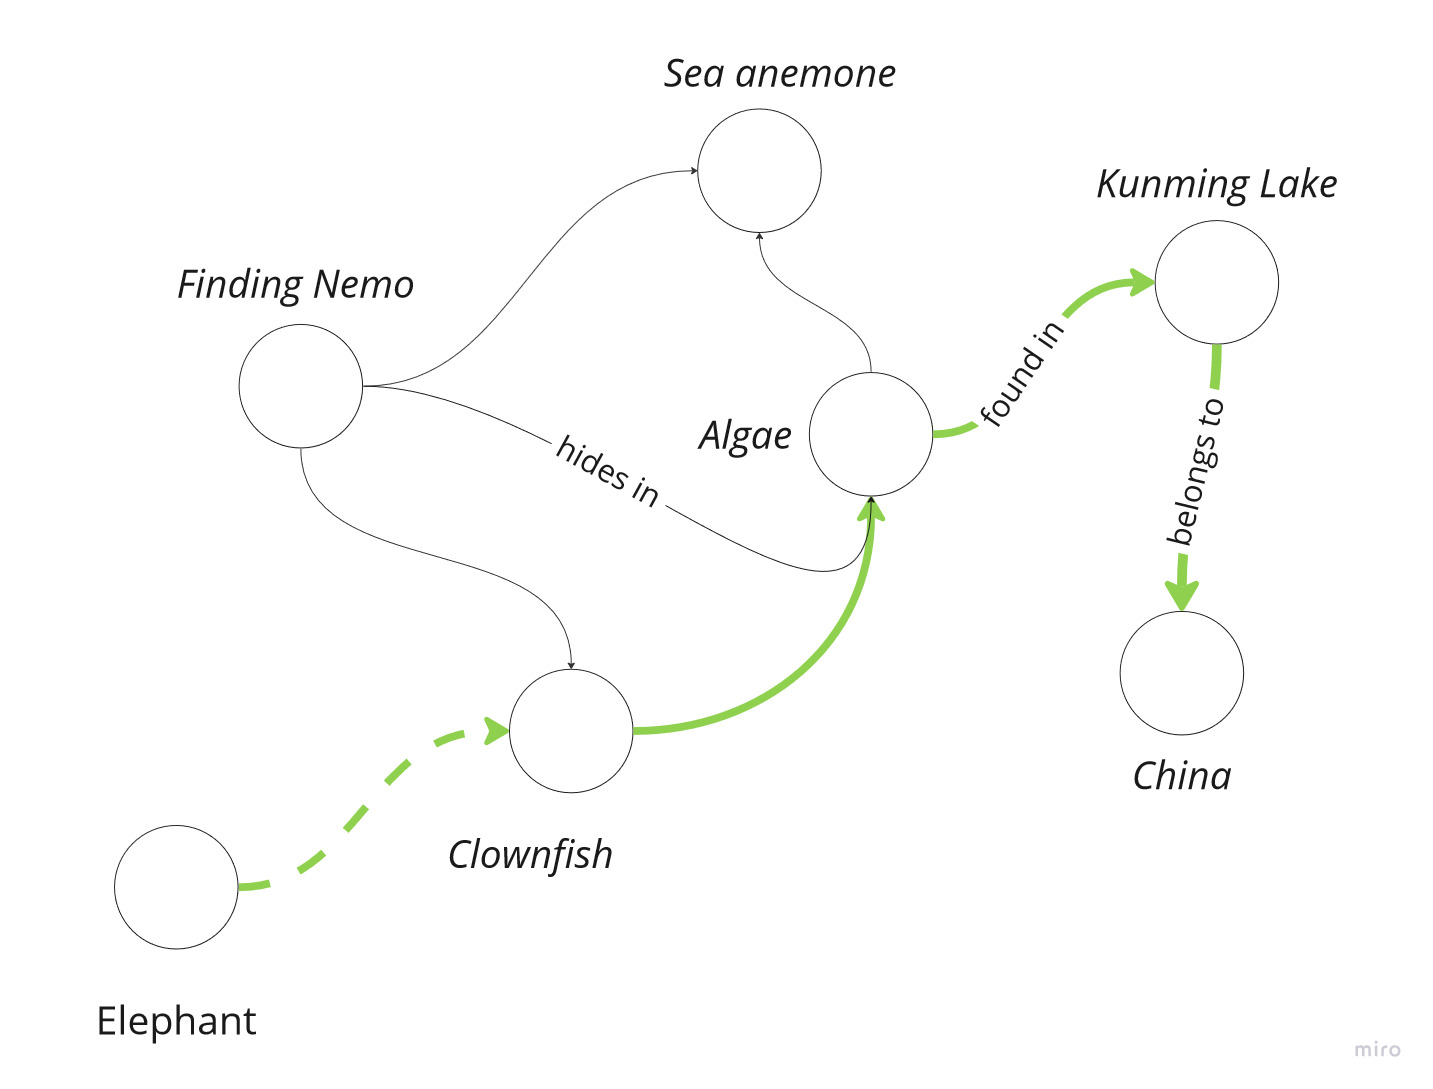 Sea anemone
Kunming Lake
Finding Nemo
found in
Algae
hides in
belongs to
China
Clownfish
Elephant
miro